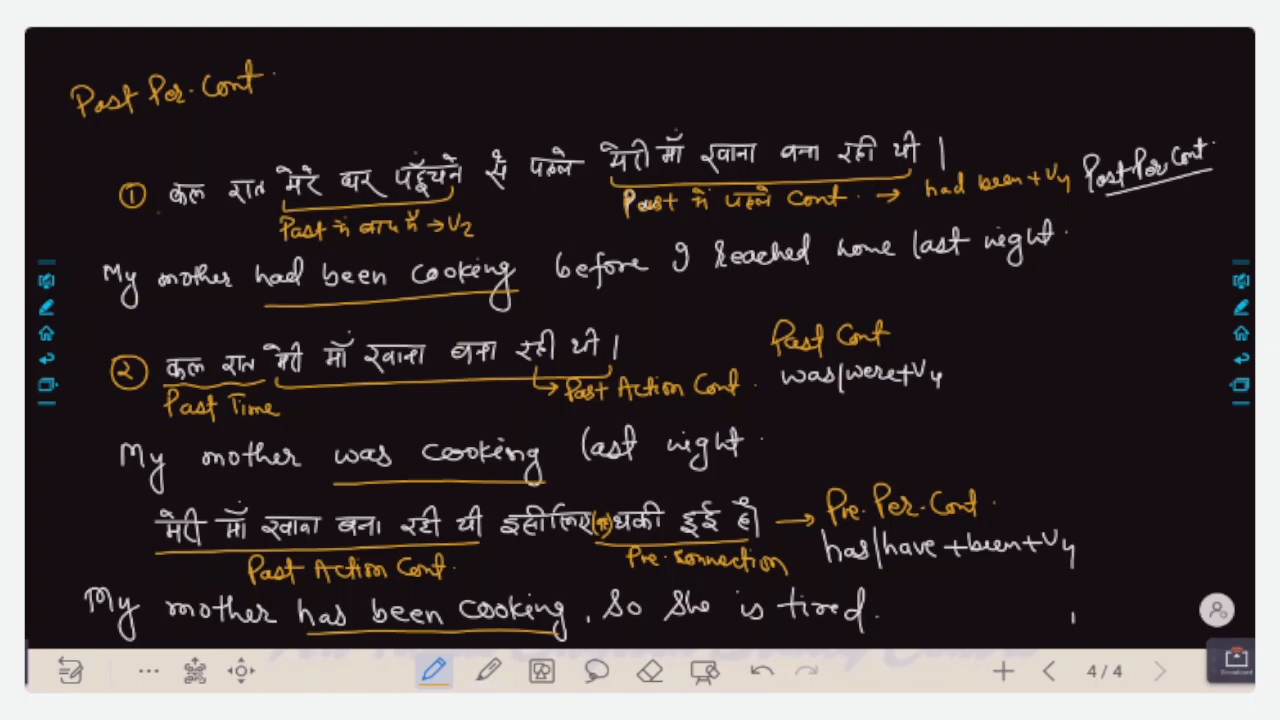 Past Per. Cont.
① कल रात मेरे घर पहुँचने से पहले मेरी माँ खाना बना रही थी।
Past में बाद में → V2
Past में पहले Cont. → had been + V4 Past Per Cont.
My mother had been cooking before I reached home last night.
② कल रात मेरी माँ खाना बना रही थी।
Past Cont
was/were+V4
Past Time
→ Past Action Cont.
My mother was cooking last night.
मेरी माँ खाना बना रही थी इसीलिए थकी हुई है। → Pre. Per. Cont.
has/have + been + V4
Past Action Cont.
Pre. Connection
My mother has been cooking, So She is tired.
4/4